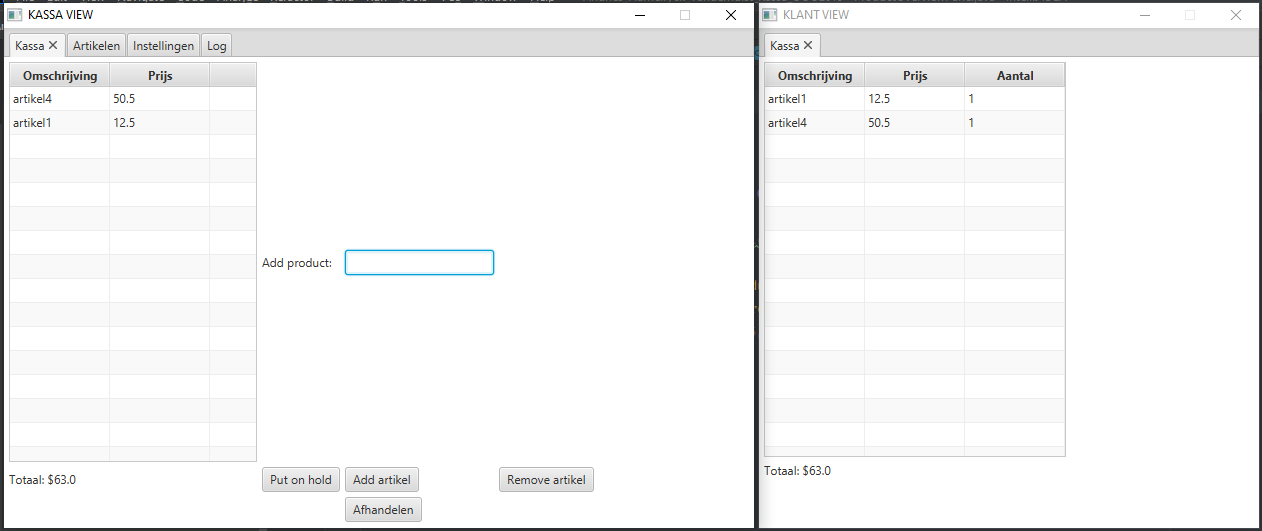 KASSA VIEW
Kassa Artikelen Instellingen Log
Omschrijving Prijs
artikel4 50.5
artikel1 12.5
Add product:
Totaal: $63.0
Put on hold Add artikel Remove artikel
Afhandelen
KLANT VIEW
Kassa
Omschrijving Prijs Aantal
artikel1 12.5 1
artikel4 50.5 1
Totaal: $63.0